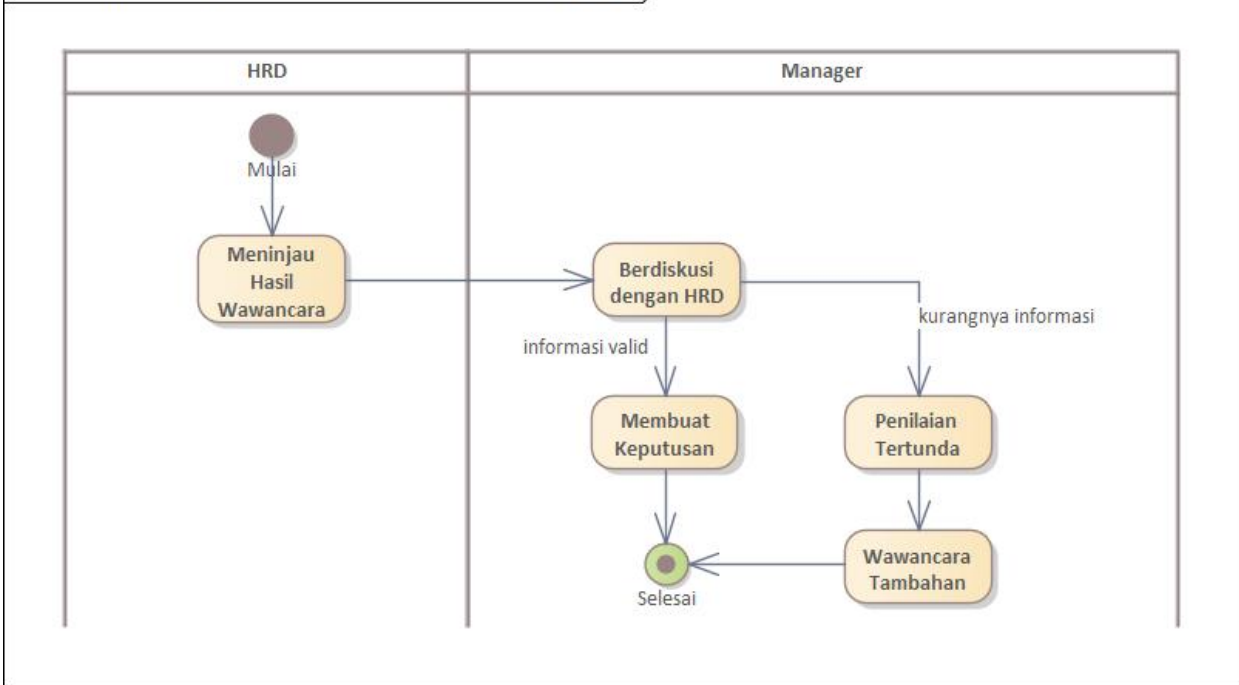 HRD
Manager
Mulai
Meninjau
Hasil
Wawancara
Berdiskusi
dengan HRD
kurangnya informasi
informasi valid
Membuat
Keputusan
Penilaian
Tertunda
Wawancara
Tambahan
Selesai